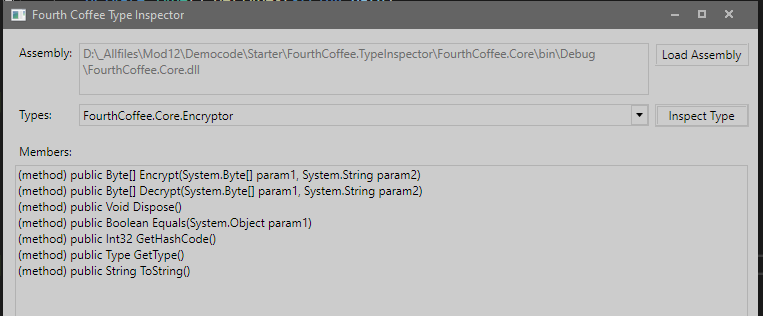 Fourth Coffee Type Inspector
Assembly:
D:\_Allfiles\Mod12\Democode\Starter\FourthCoffee.TypeInspector\FourthCoffee.Core\bin\Debug
\FourthCoffee.Core.dll
Load Assembly
Types:
FourthCoffee.Core.Encryptor
Inspect Type
Members:
(method) public Byte[] Encrypt(System.Byte[] param1, System.String param2)
(method) public Byte[] Decrypt(System.Byte[] param1, System.String param2)
(method) public Void Dispose()
(method) public Boolean Equals(System.Object param1)
(method) public Int32 GetHashCode()
(method) public Type GetType()
(method) public String ToString()